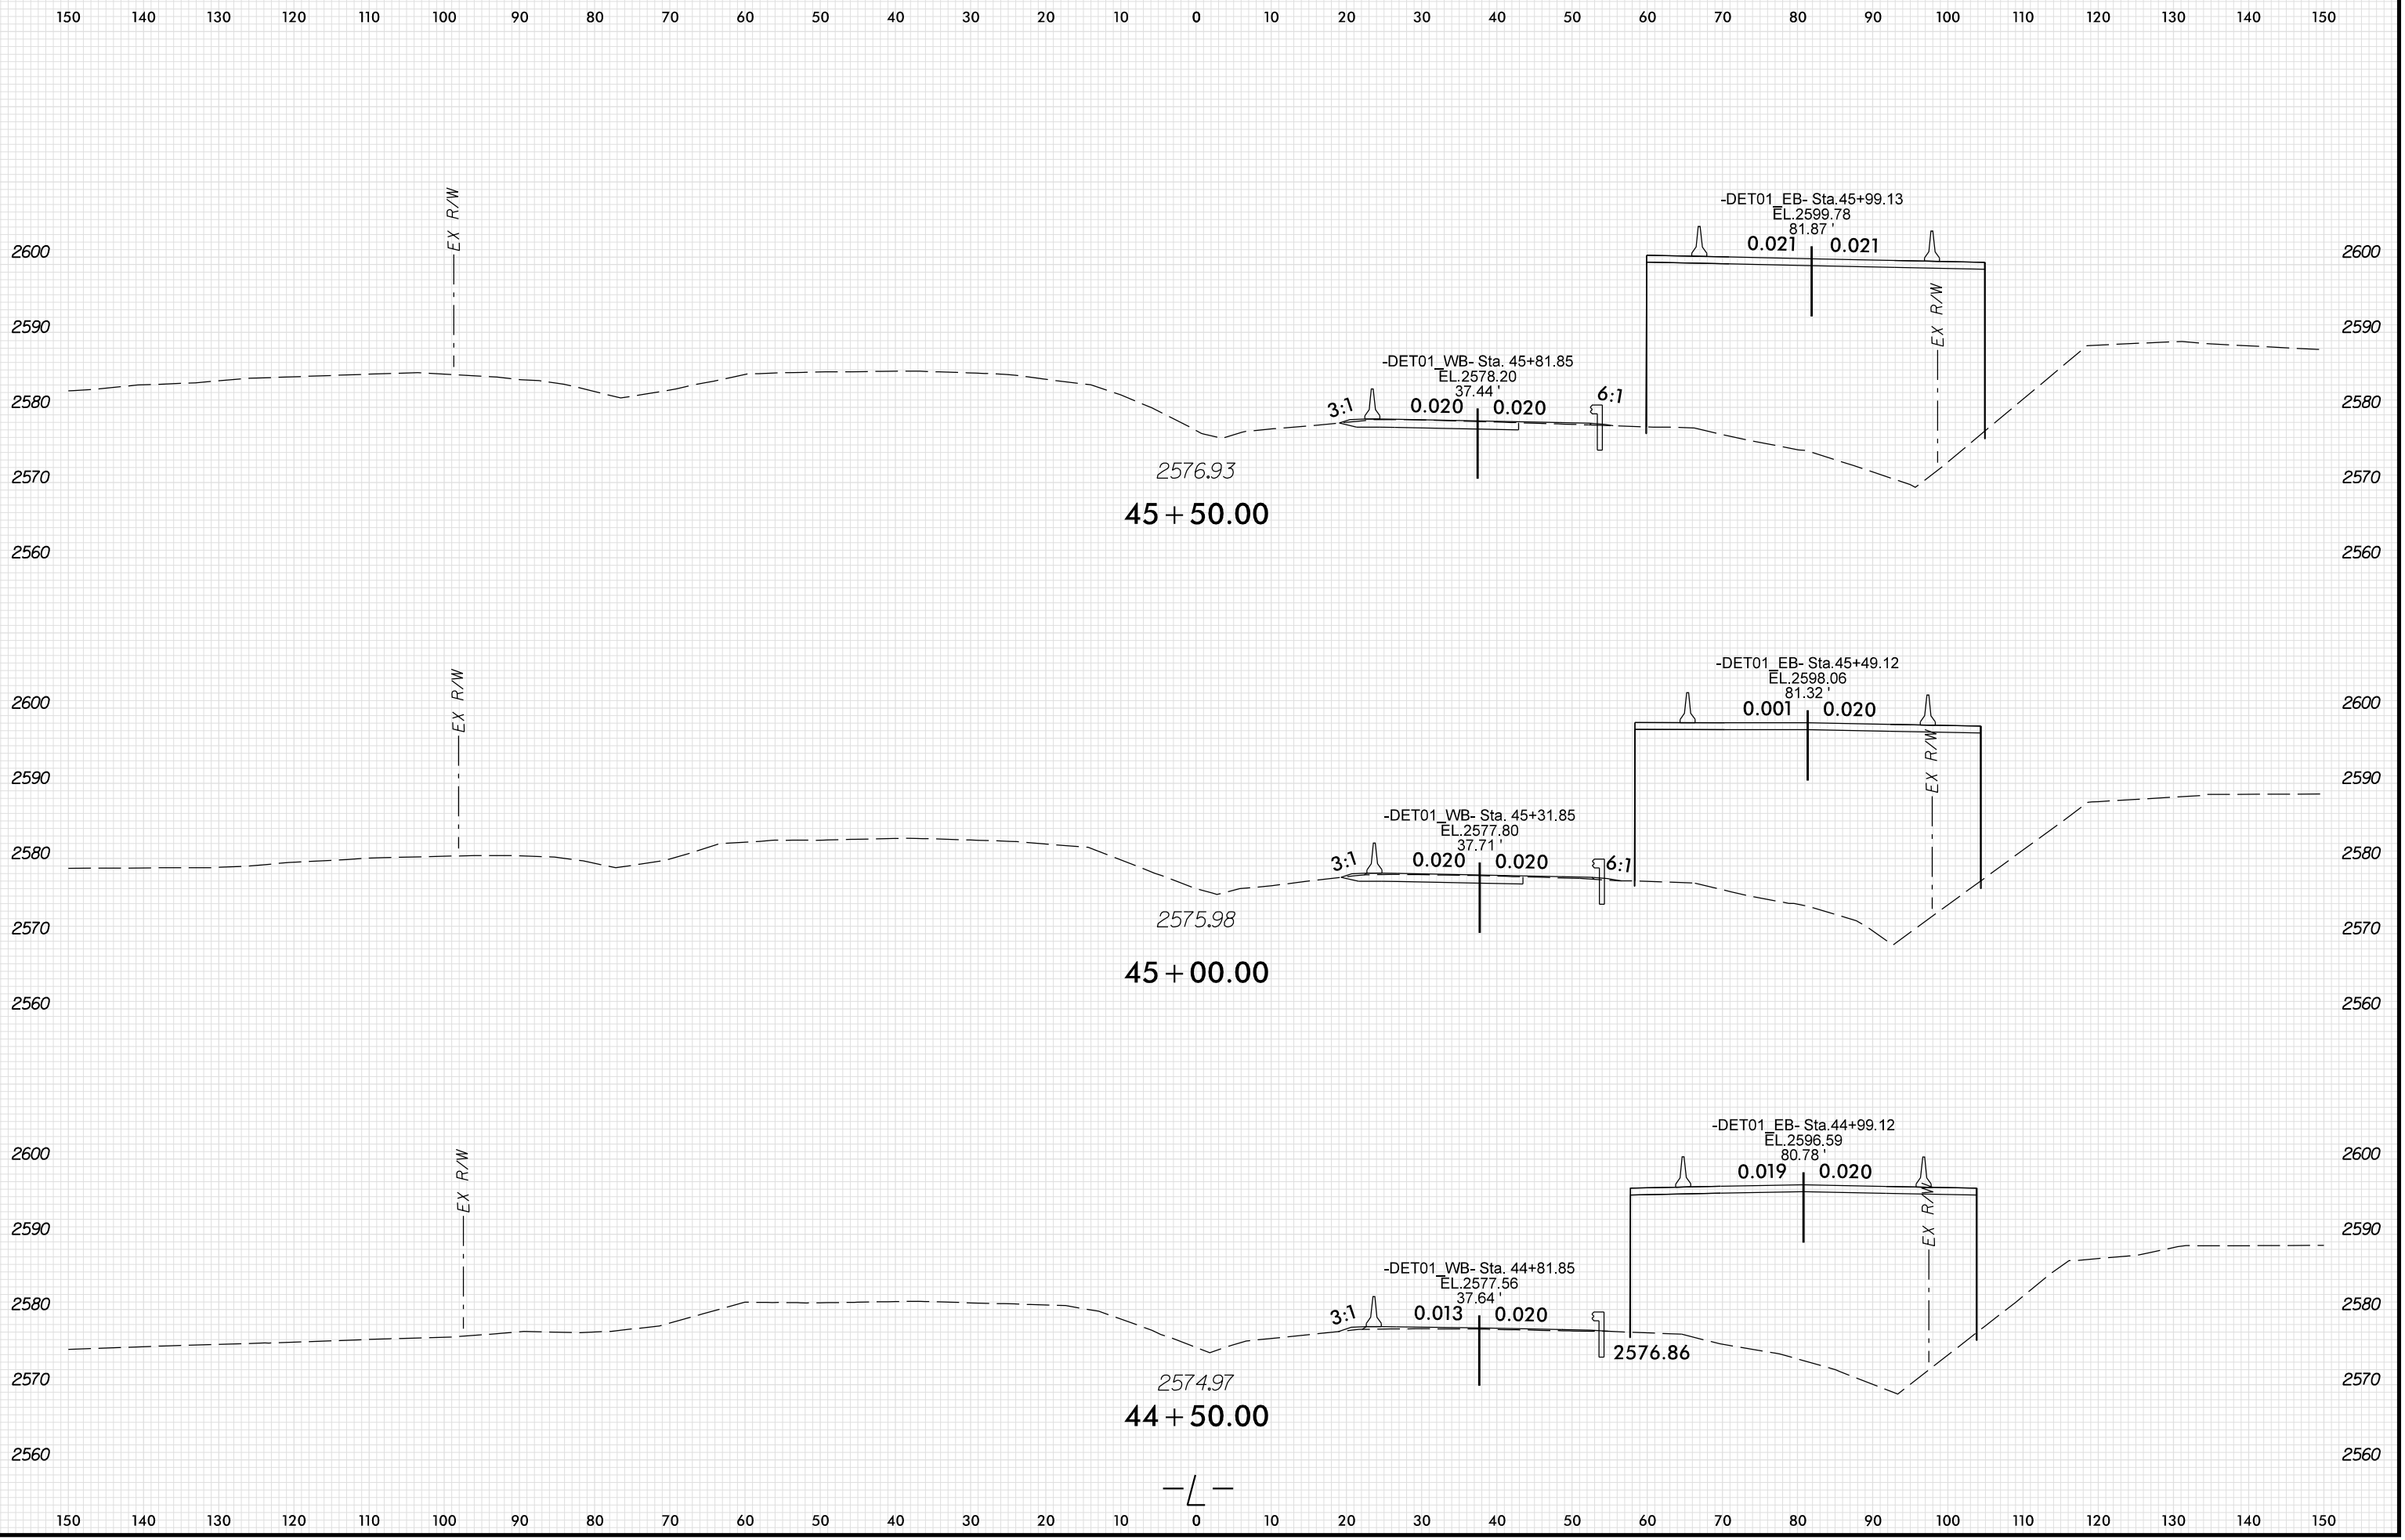 150 140 130 120 110 100 90 80 70 60 50 40 30 20 10 0 10 20 30 40 50 60 70 80 90 100 110 120 130 140 150
EX R/W
-DET01_EB- Sta.45+99.13
EL.2599.78
81.87 '
0.021 0.021
2600 2600
EX R/W
2590 2590
-DET01_WB- Sta. 45+81.85
EL.2578.20
37.44 '
3:1 0.020 0.020 6:1
2580 2580
2576.93
2570 2570
45+50.00
2560 2560
EX R/W
-DET01_EB- Sta.45+49.12
EL.2598.06
81.32 '
0.001 0.020
2600 2600
EX R/W
2590 2590
-DET01_WB- Sta. 45+31.85
EL.2577.80
37.71 '
3:1 0.020 0.020 6:1
2580 2580
2575.98
2570 2570
45+00.00
2560 2560
-DET01_EB- Sta.44+99.12
EL.2596.59
80.78 '
0.019 0.020
2600 2600
EX R/W
EX R/W
2590 2590
-DET01_WB- Sta. 44+81.85
EL.2577.56
37.64 '
3:1 0.013 0.020
2580 2580
2576.86
2574.97
2570 2570
44+50.00
2560 2560
-L-
150 140 130 120 110 100 90 80 70 60 50 40 30 20 10 0 10 20 30 40 50 60 70 80 90 100 110 120 130 140 150